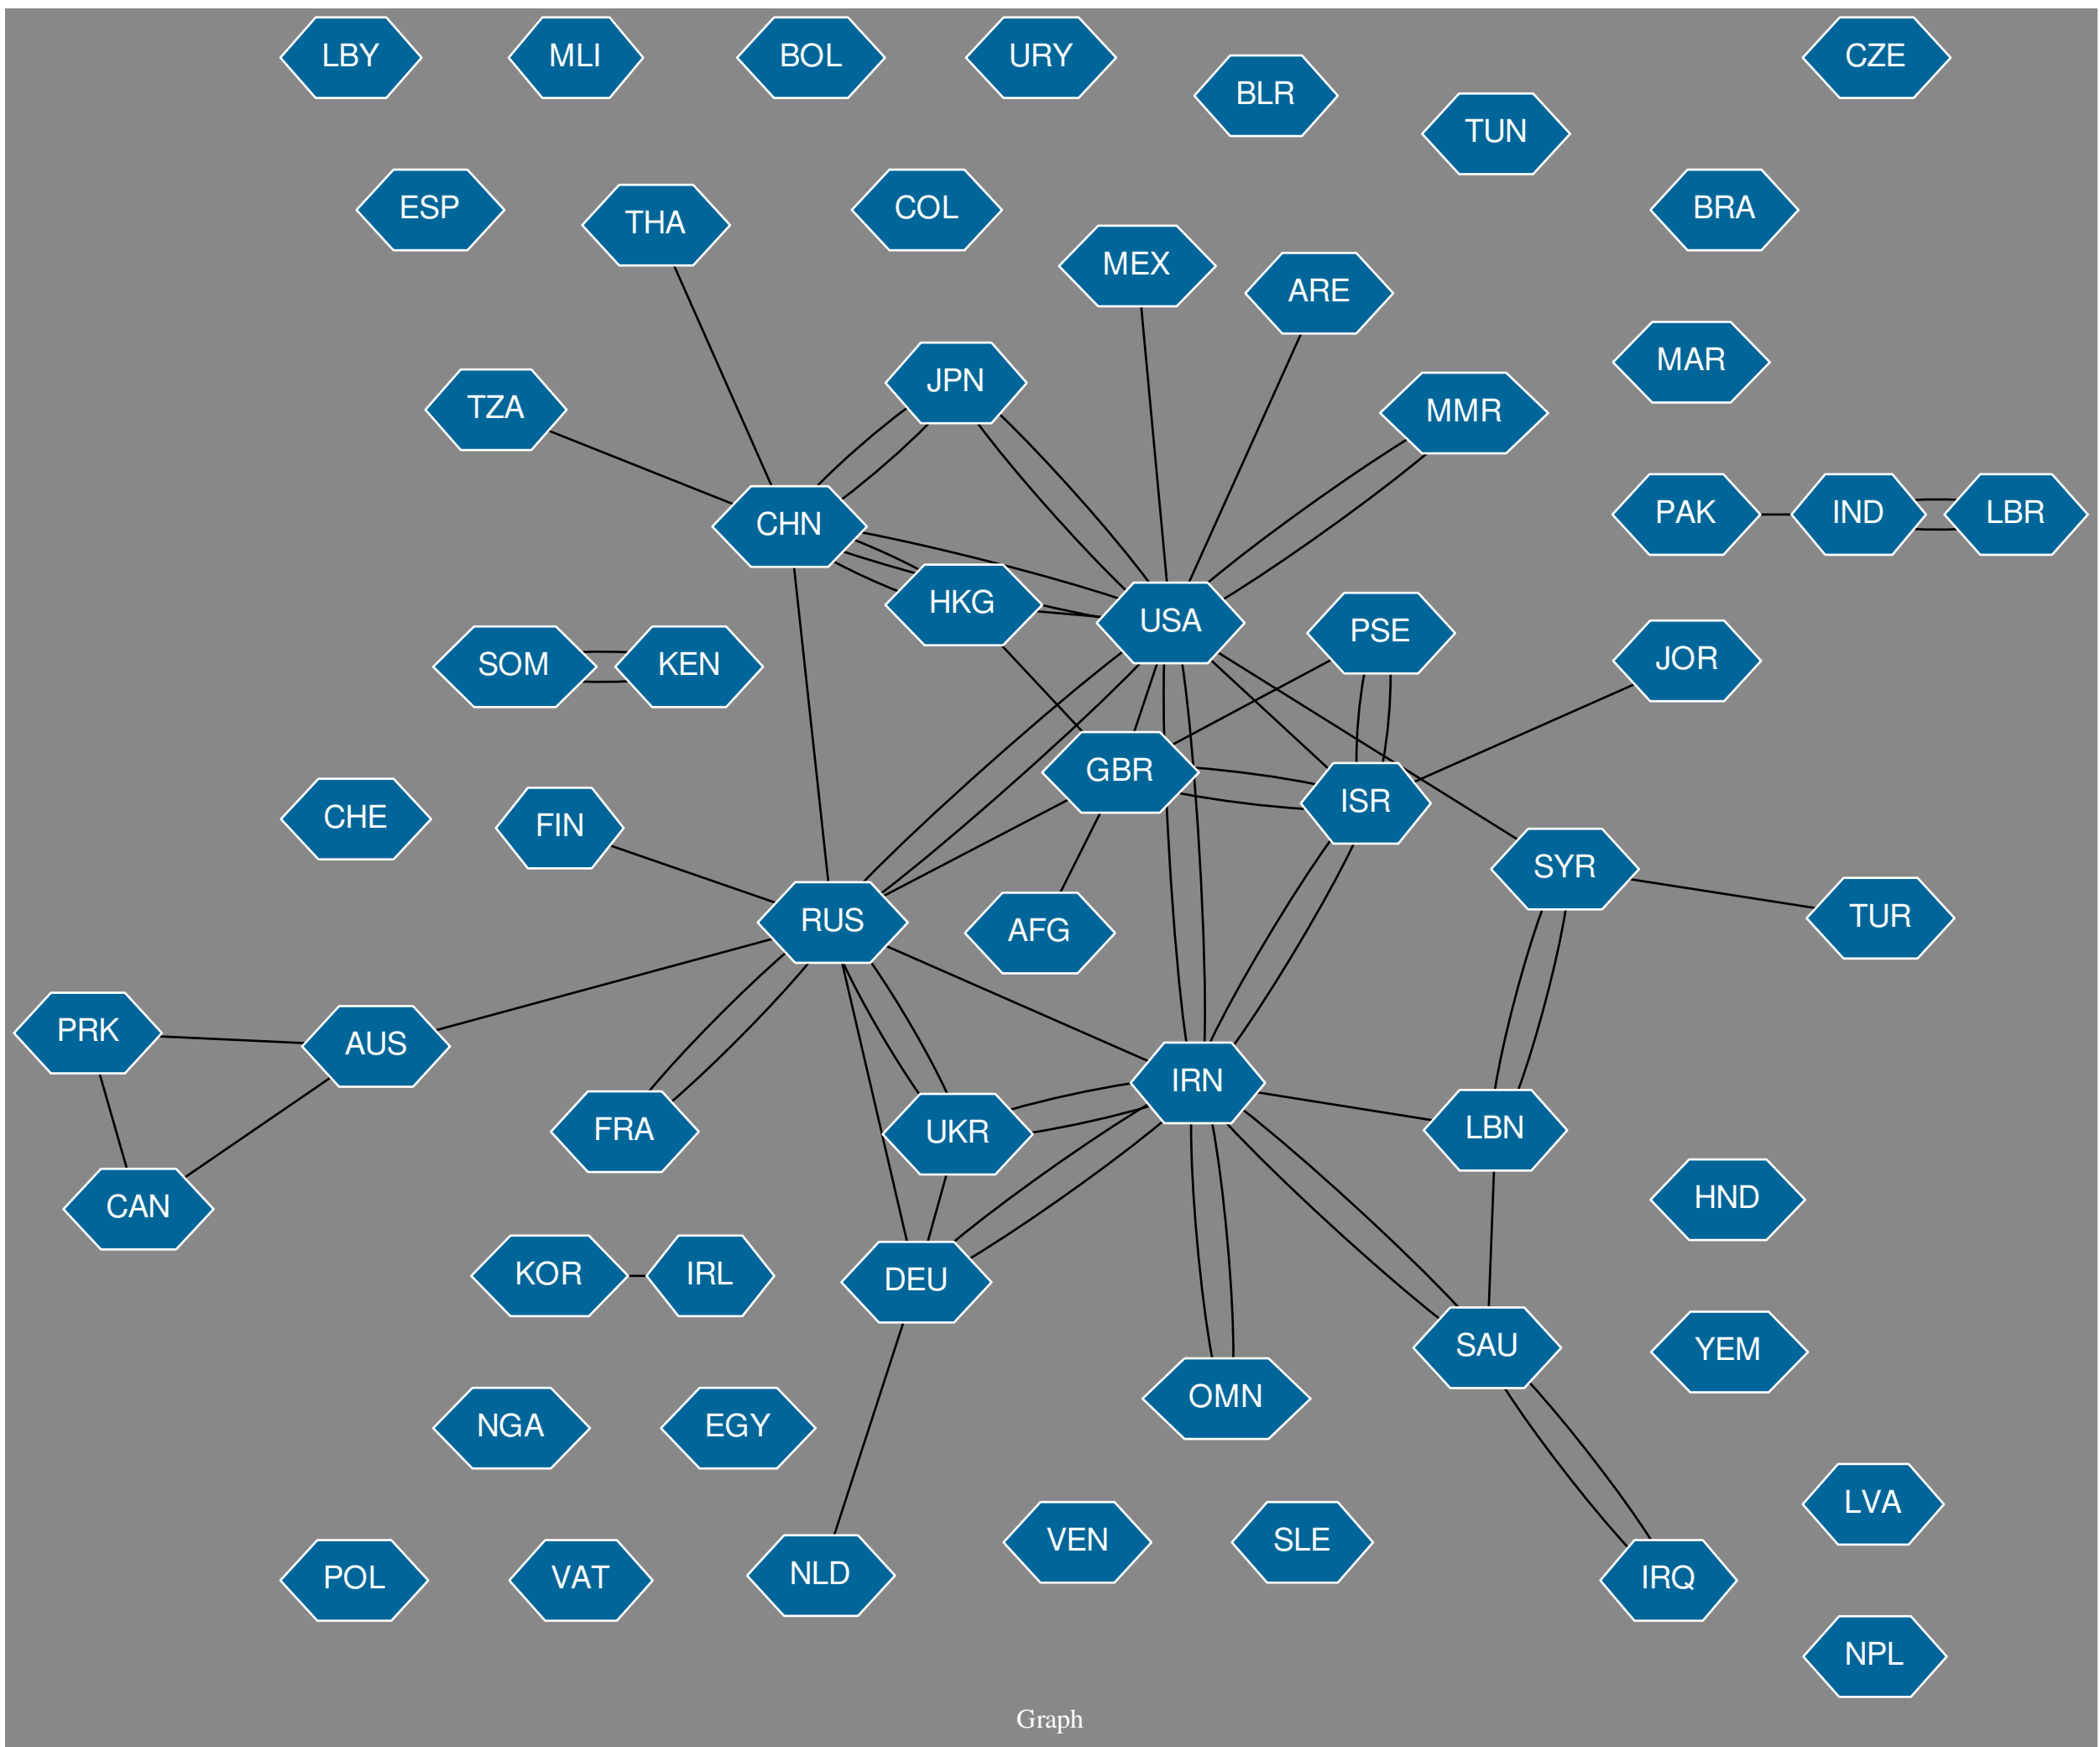 LBY
MLI
BOL
URY
CZE
BLR
TUN
ESP
THA
COL
BRA
MEX
ARE
MAR
JPN
TZA
MMR
CHN
PAK
IND
LBR
HKG
USA
PSE
SOM
KEN
JOR
GBR
ISR
CHE
FIN
SYR
RUS
AFG
TUR
PRK
AUS
IRN
FRA
UKR
LBN
CAN
HND
KOR
IRL
DEU
SAU
YEM
OMN
NGA
EGY
LVA
VEN
SLE
NLD
POL
VAT
IRQ
NPL
Graph